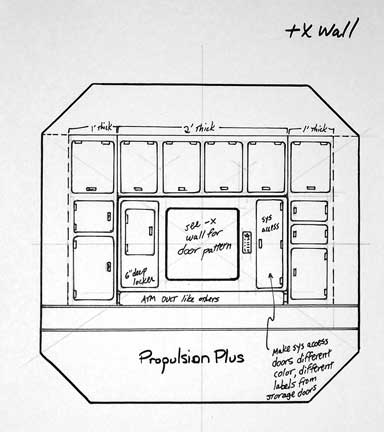 +X Wall
1' thick
2' Thick
1' thick
see -X
wall for
door pattern
sys
access
6" deep
locker
ATM DUCT like others
Propulsion Plus
Make sys access
doors different
color, different
labels from
storage doors